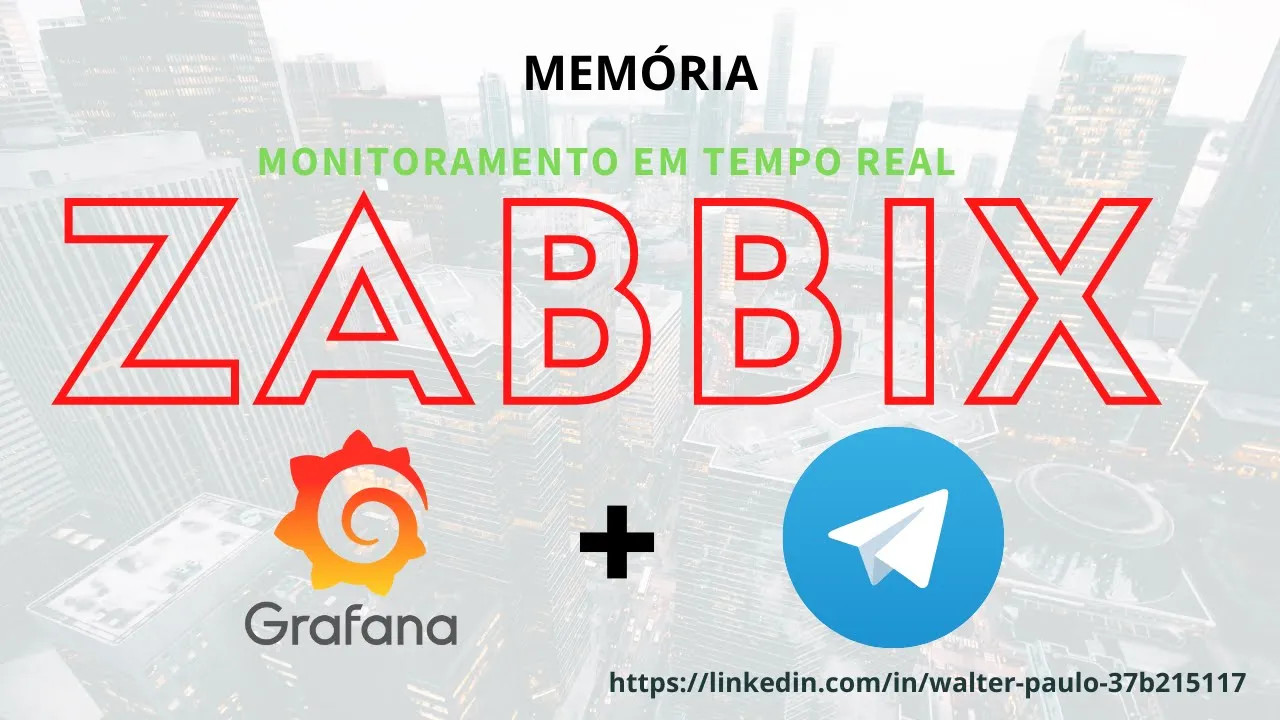 MEMÓRIA
MONITORAMENTO EM TEMPO REAL
ZABBIX
Grafana
+
https://linkedin.com/in/walter-paulo-37b215117